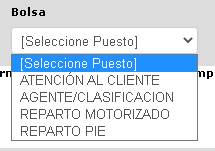 Bolsa
[Seleccione Puesto]
[Seleccione Puesto]
ATENCIÓN AL CLIENTE
AGENTE/CLASIFICACION
REPARTO MOTORIZADO
REPARTO PIE